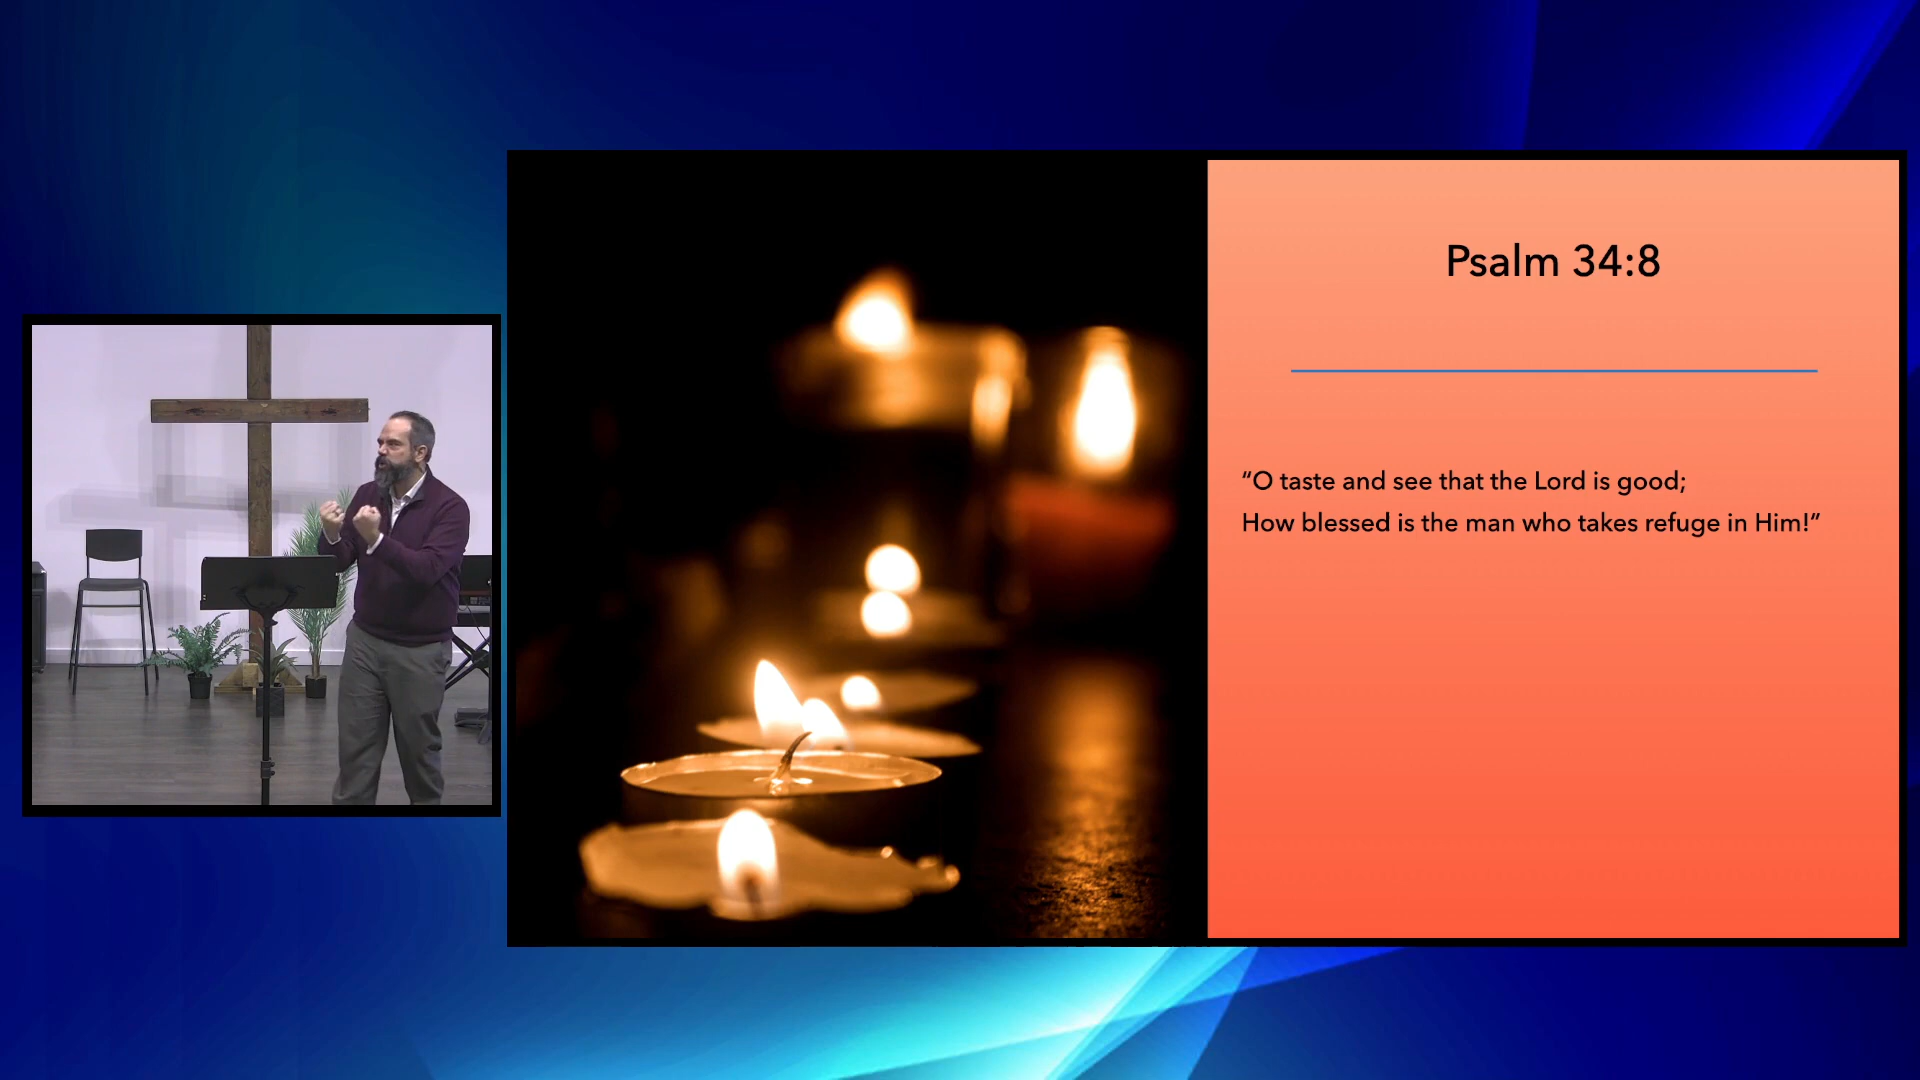 Psalm 34:8
“O taste and see that the Lord is good;
How blessed is the man who takes refuge in Him!”